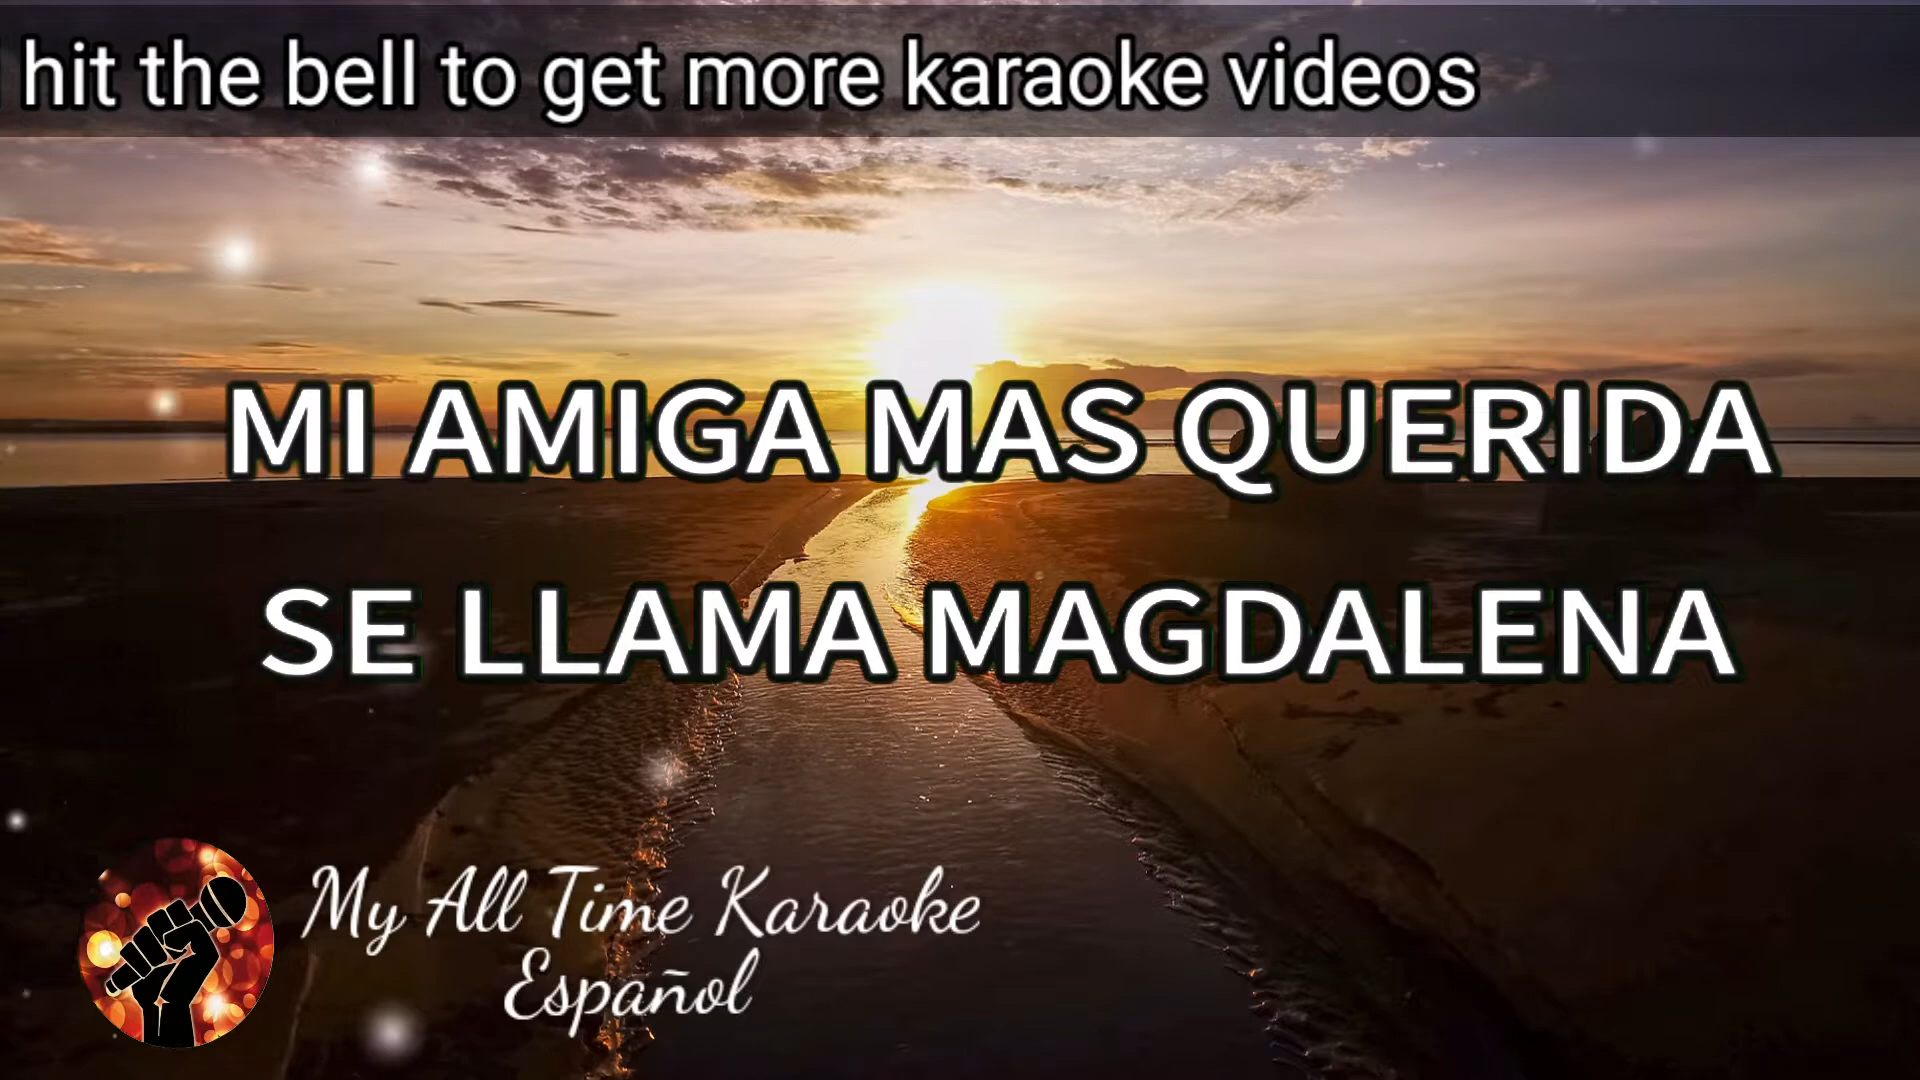 hit the bell to get more karaoke videos
MI AMIGA MAS QUERIDA
SE LLAMA MAGDALENA
My All Time Karaoke
Español